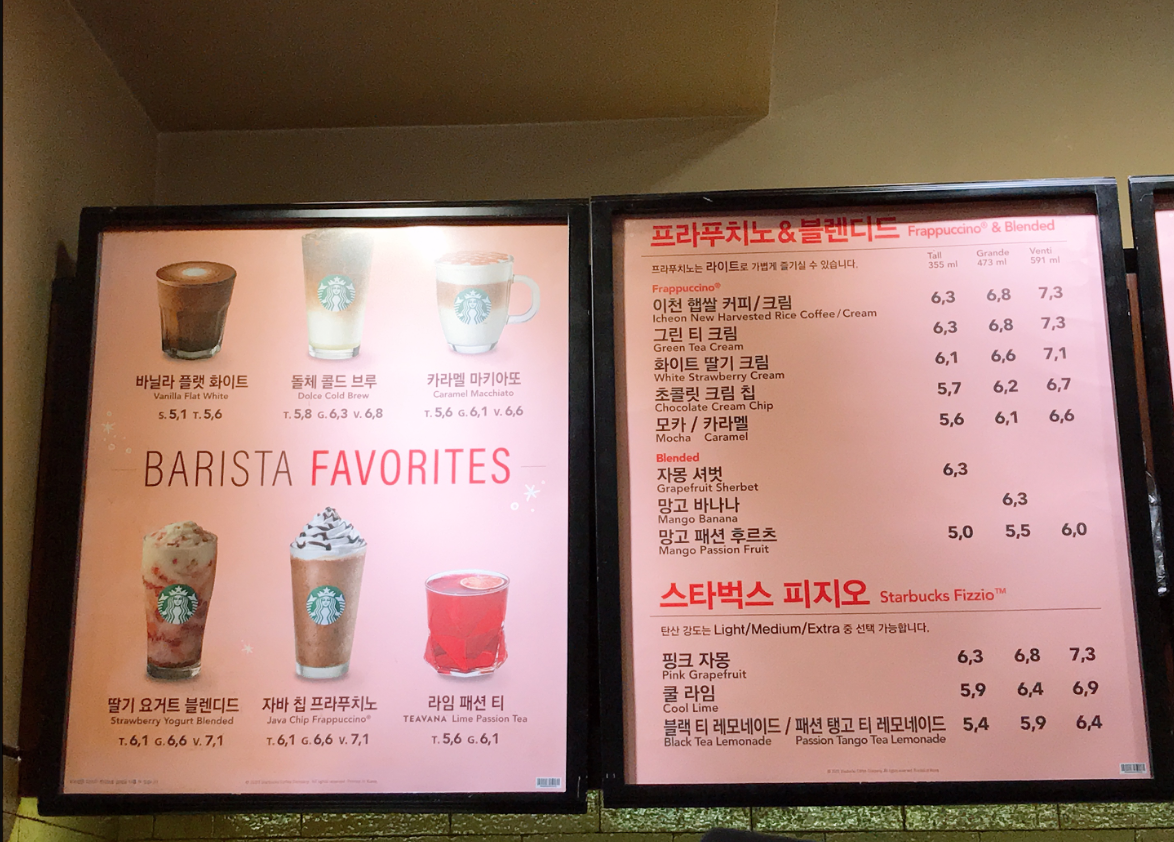 바닐라 플랫 화이트
Vanilla Flat White
S. 5,1 T. 5,6
돌체 콜드 브루
Dolce Cold Brew
T. 5,8 G. 6,3 V. 6,8
카라멜 마키아또
Caramel Macchiato
T. 5,6 G. 6,1 V. 6,6
BARISTA FAVORITES
딸기 요거트 블렌디드
Strawberry Yogurt Blended
T. 6,1 G. 6,6 V. 7,1
자바 칩 프라푸치노
Java Chip Frappuccino®
T. 6,1 G. 6,6 V. 7,1
라임 패션 티
TEAVANA Lime Passion Tea
T. 5,6 G. 6,1
프라푸치노&블렌디드 Frappuccino® & Blended
프라푸치노는 라이트로 가볍게 즐기실 수 있습니다.
Tall Grande Venti
355 ml 473 ml 591 ml
Frappuccino®
이천 햅쌀 커피/크림 6,3 6,8 7,3
Icheon New Harvested Rice Coffee/Cream
그린 티 크림 6,3 6,8 7,3
Green Tea Cream
화이트 딸기 크림 6,1 6,6 7,1
White Strawberry Cream
초콜릿 크림 칩 5,7 6,2 6,7
Chocolate Cream Chip
모카 / 카라멜 5,6 6,1 6,6
Mocha Caramel
Blended
자몽 셔벗 6,3
Grapefruit Sherbet
망고 바나나 6,3
Mango Banana
망고 패션 후르츠 5,0 5,5 6,0
Mango Passion Fruit
스타벅스 피지오 Starbucks Fizzio™
탄산 강도는 Light/Medium/Extra 중 선택 가능합니다.
핑크 자몽 6,3 6,8 7,3
Pink Grapefruit
쿨 라임 5,9 6,4 6,9
Cool Lime
블랙 티 레모네이드 / 패션 탱고 티 레모네이드 5,4 5,9 6,4
Black Tea Lemonade Passion Tango Tea Lemonade